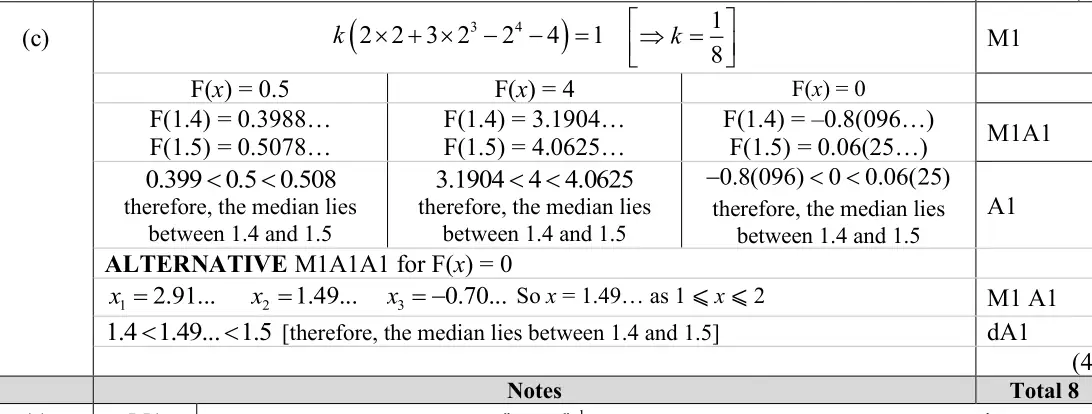 (c) k(2×2+3×2³−2⁴−4)=1 [⇒k=1/8] M1
F(x) = 0.5 F(x) = 4 F(x) = 0
F(1.4) = 0.3988… F(1.4) = 3.1904… F(1.4) = –0.8(096…) M1A1
F(1.5) = 0.5078… F(1.5) = 4.0625… F(1.5) = 0.06(25…)
0.399 < 0.5 < 0.508 3.1904 < 4 < 4.0625 −0.8(096) < 0 < 0.06(25) A1
therefore, the median lies therefore, the median lies therefore, the median lies
between 1.4 and 1.5 between 1.4 and 1.5 between 1.4 and 1.5
ALTERNATIVE M1A1A1 for F(x) = 0
x₁ = 2.91... x₂ = 1.49... x₃ = −0.70... So x = 1.49… as 1 ⩽ x ⩽ 2 M1 A1
1.4 < 1.49... < 1.5 [therefore, the median lies between 1.4 and 1.5] dA1
(4
Notes Total 8